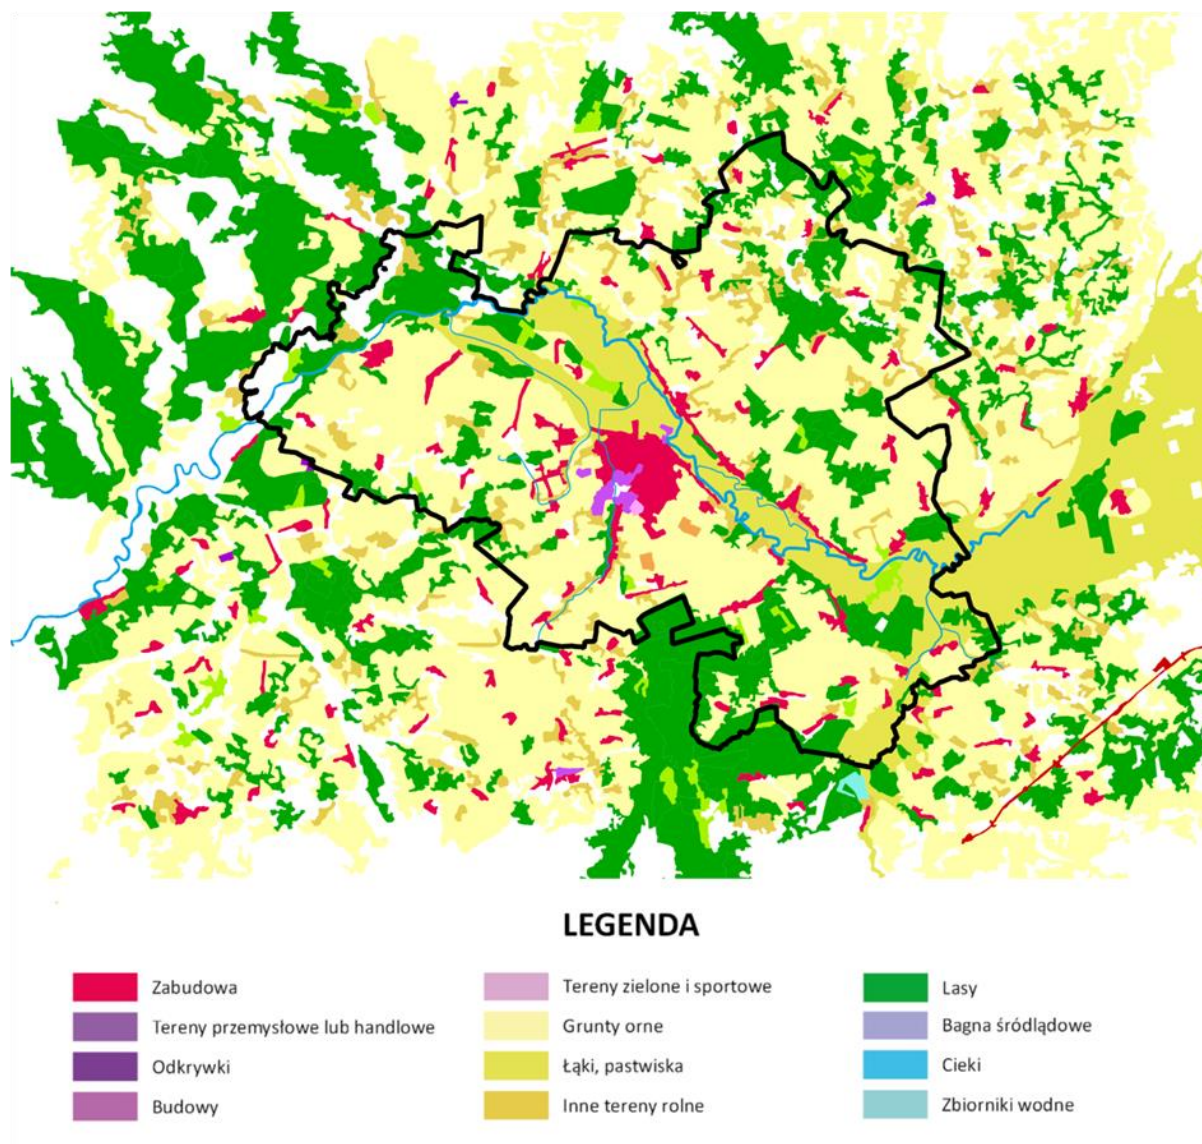 LEGENDA
Zabudowa
Tereny przemysłowe lub handlowe
Odkrywki
Budowy
Tereny zielone i sportowe
Grunty orne
Łąki, pastwiska
Inne tereny rolne
Lasy
Bagna śródlądowe
Cieki
Zbiorniki wodne